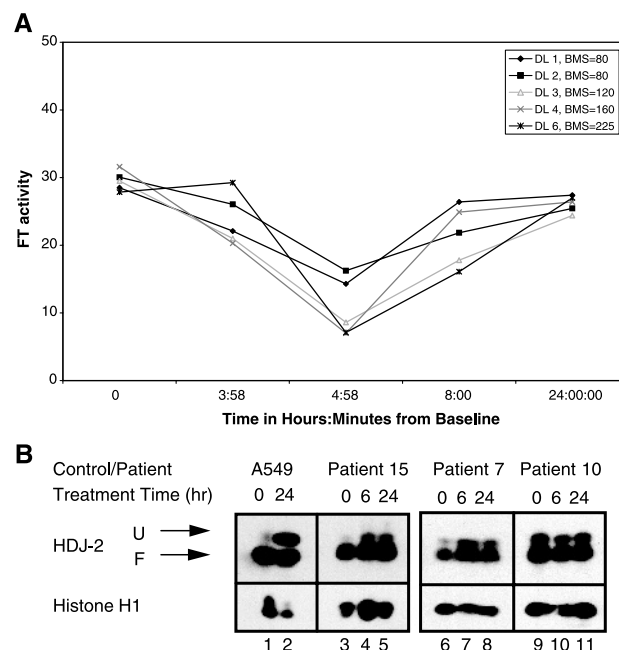 A
50
40
30
20
10
0
FT activity
DL 1, BMS=80
DL 2, BMS=80
DL 3, BMS=120
DL 4, BMS=160
DL 6, BMS=225
0 3:58 4:58 8:00 24:00:00
Time in Hours:Minutes from Baseline
B
Control/Patient A549 Patient 15 Patient 7 Patient 10
Treatment Time (hr) 0 24 0 6 24 0 6 24 0 6 24
HDJ-2 U
F
Histone H1
1 2 3 4 5 6 7 8 9 10 11